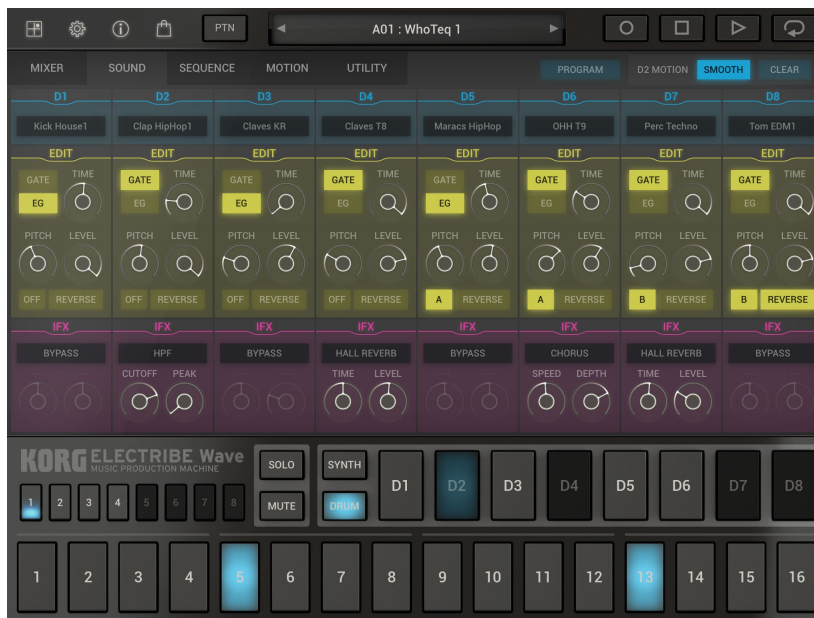 PTN
A01 : WhoTeq 1
MIXER SOUND SEQUENCE MOTION UTILITY PROGRAM D2 MOTION SMOOTH CLEAR
D1 D2 D3 D4 D5 D6 D7 D8
Kick House1 Clap HipHop1 Claves KR Claves T8 Maracs HipHop OHH T9 Perc Techno Tom EDM1
EDIT EDIT EDIT EDIT EDIT EDIT EDIT EDIT
GATE TIME GATE TIME GATE TIME GATE TIME GATE TIME GATE TIME GATE TIME GATE TIME
EG EG EG EG EG EG EG EG
PITCH LEVEL PITCH LEVEL PITCH LEVEL PITCH LEVEL PITCH LEVEL PITCH LEVEL PITCH LEVEL PITCH LEVEL
OFF REVERSE OFF REVERSE OFF REVERSE OFF REVERSE A REVERSE A REVERSE B REVERSE B REVERSE
IFX IFX IFX IFX IFX IFX IFX IFX
BYPASS HPF BYPASS HALL REVERB BYPASS CHORUS HALL REVERB BYPASS
CUTOFF PEAK TIME LEVEL SPEED DEPTH TIME LEVEL
KORG ELECTRIBE Wave
MUSIC PRODUCTION MACHINE
SOLO SYNTH
D1 D2 D3 D4 D5 D6 D7 D8
1 2 3 4 5 6 7 8
MUTE DRUM
1 2 3 4 5 6 7 8 9 10 11 12 13 14 15 16